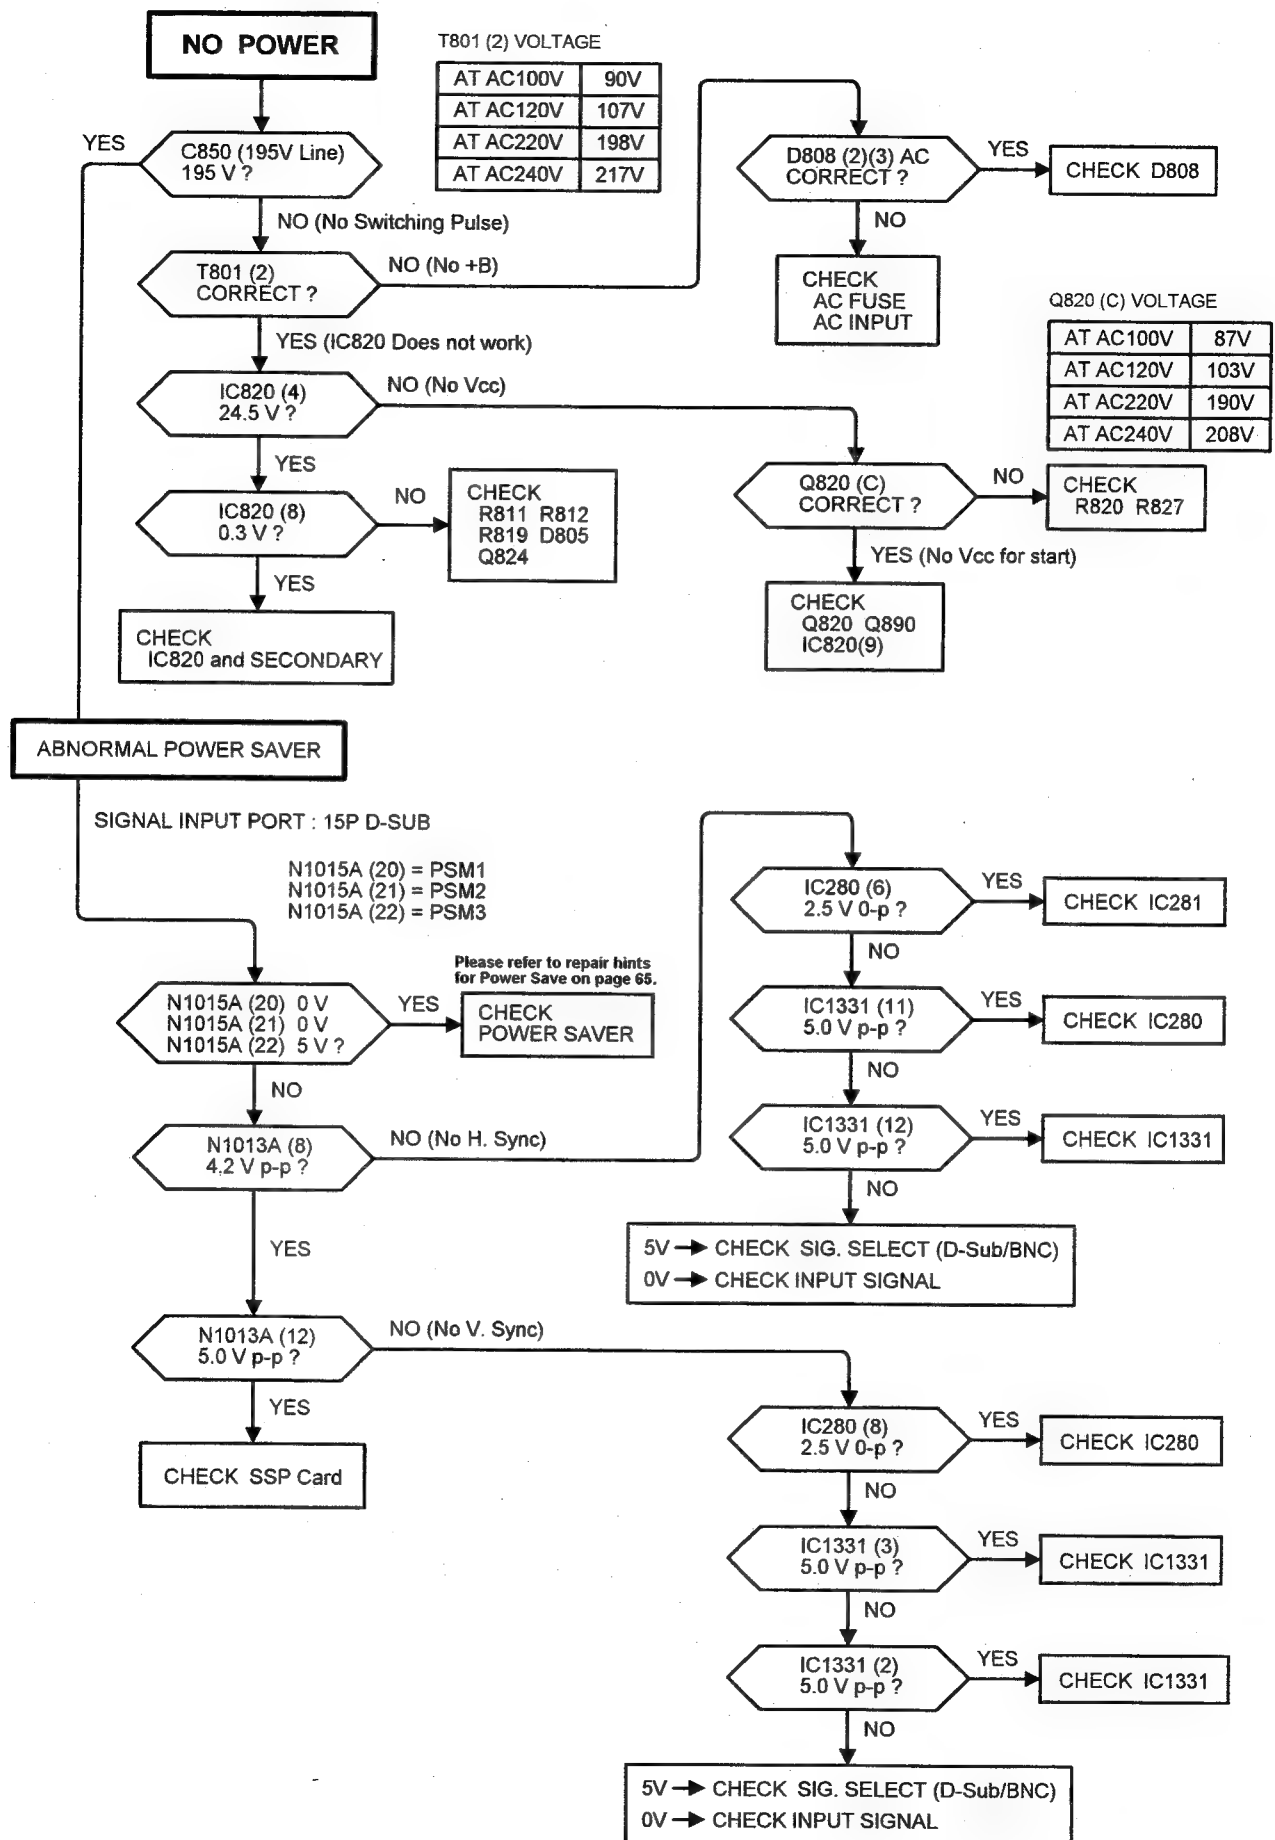 NO POWER
T801 (2) VOLTAGE
AT AC100V 90V
AT AC120V 107V
AT AC220V 198V
AT AC240V 217V
YES
C850 (195V Line)
195 V ?
NO (No Switching Pulse)
T801 (2)
CORRECT ?
NO (No +B)
D808 (2)(3) AC
CORRECT ?
YES
CHECK D808
NO
CHECK
AC FUSE
AC INPUT
YES (IC820 Does not work)
IC820 (4)
24.5 V ?
NO (No Vcc)
Q820 (C) VOLTAGE
AT AC100V 87V
AT AC120V 103V
AT AC220V 190V
AT AC240V 208V
YES
IC820 (8)
0.3 V ?
NO
CHECK
R811 R812
R819 D805
Q824
Q820 (C)
CORRECT ?
NO
CHECK
R820 R827
YES (No Vcc for start)
CHECK
Q820 Q890
IC820(9)
YES
CHECK
IC820 and SECONDARY
ABNORMAL POWER SAVER
SIGNAL INPUT PORT : 15P D-SUB
N1015A (20) = PSM1
N1015A (21) = PSM2
N1015A (22) = PSM3
N1015A (20) 0 V
N1015A (21) 0 V
N1015A (22) 5 V ?
YES
Please refer to repair hints
for Power Save on page 65.
CHECK
POWER SAVER
NO
N1013A (8)
4.2 V p-p ?
NO (No H. Sync)
IC280 (6)
2.5 V 0-p ?
YES
CHECK IC281
NO
IC1331 (11)
5.0 V p-p ?
YES
CHECK IC280
NO
IC1331 (12)
5.0 V p-p ?
YES
CHECK IC1331
NO
5V → CHECK SIG. SELECT (D-Sub/BNC)
0V → CHECK INPUT SIGNAL
YES
N1013A (12)
5.0 V p-p ?
NO (No V. Sync)
YES
CHECK SSP Card
IC280 (8)
2.5 V 0-p ?
YES
CHECK IC280
NO
IC1331 (3)
5.0 V p-p ?
YES
CHECK IC1331
NO
IC1331 (2)
5.0 V p-p ?
YES
CHECK IC1331
NO
5V → CHECK SIG. SELECT (D-Sub/BNC)
0V → CHECK INPUT SIGNAL